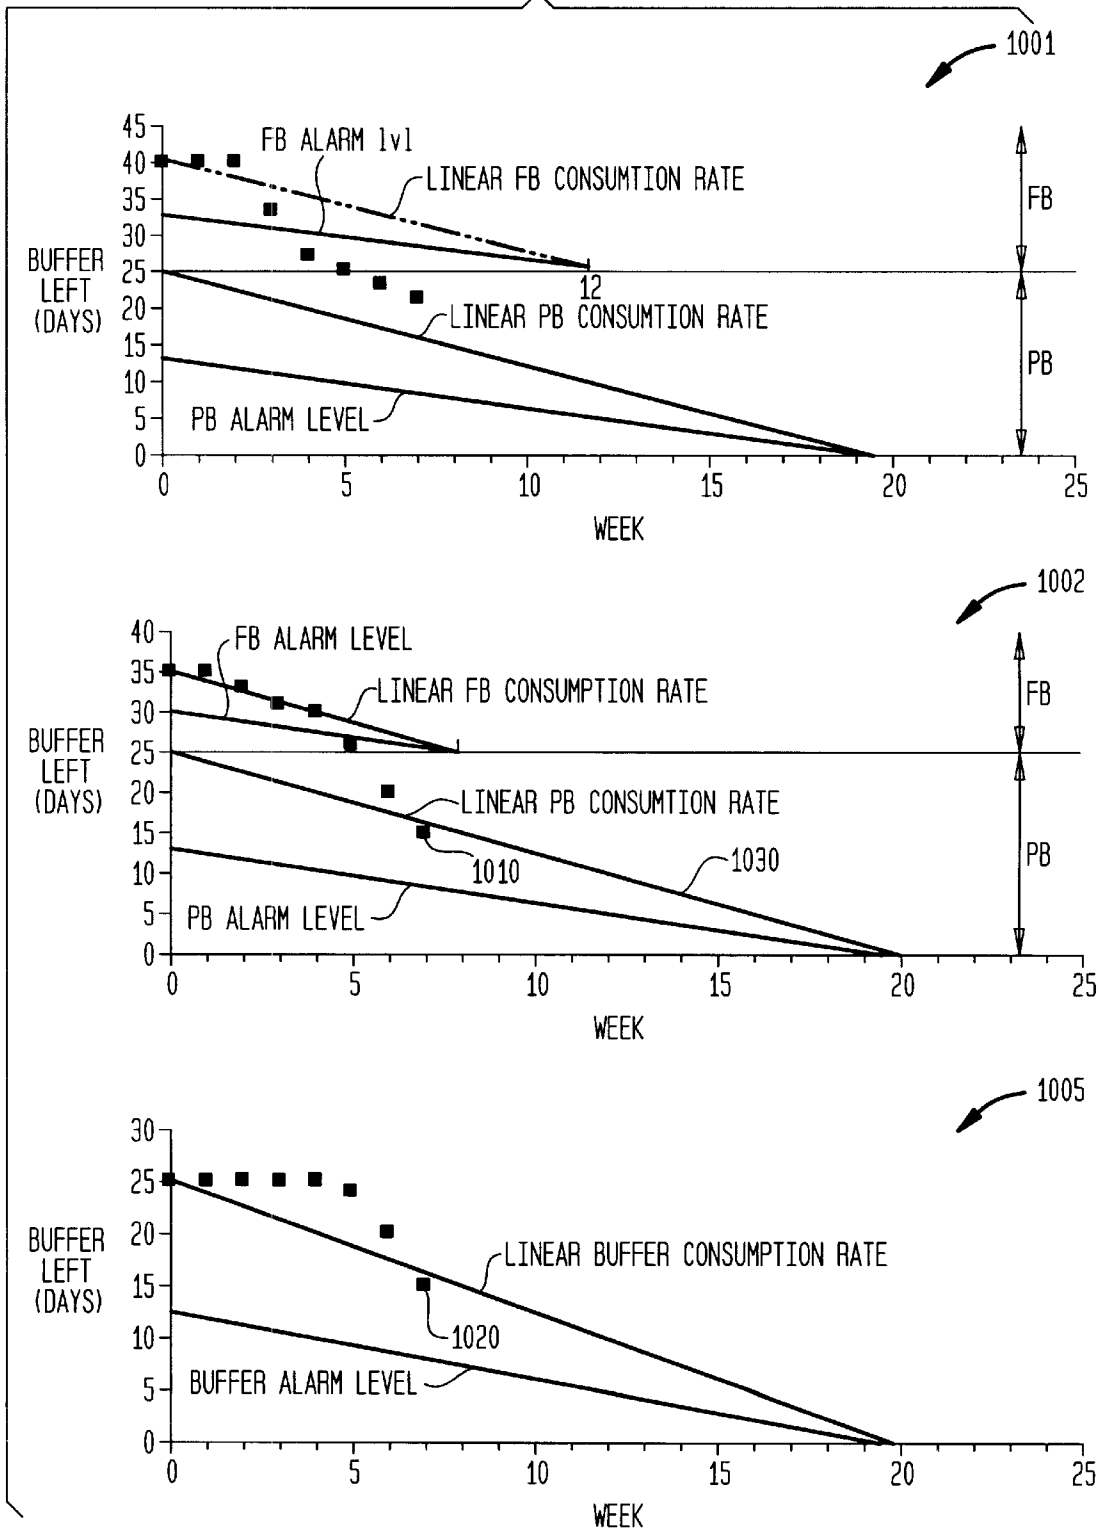 1001
45
40
35
30
25
20
15
10
5
0
BUFFER
LEFT
(DAYS)
FB ALARM lvl
LINEAR FB CONSUMTION RATE
12
LINEAR PB CONSUMTION RATE
PB ALARM LEVEL
FB
PB
0 5 10 15 20 25
WEEK
1002
40
35
30
25
20
15
10
5
0
BUFFER
LEFT
(DAYS)
FB ALARM LEVEL
LINEAR FB CONSUMPTION RATE
LINEAR PB CONSUMTION RATE
1010
1030
PB ALARM LEVEL
FB
PB
0 5 10 15 20 25
WEEK
1005
30
25
20
15
10
5
0
BUFFER
LEFT
(DAYS)
LINEAR BUFFER CONSUMPTION RATE
1020
BUFFER ALARM LEVEL
0 5 10 15 20 25
WEEK